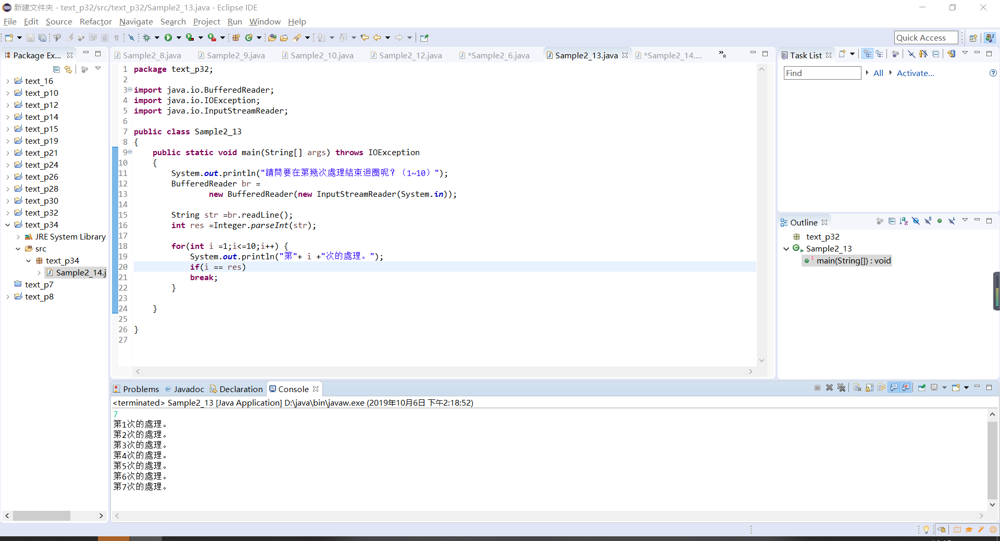 新建文件夹 - text_p32/src/text_p32/Sample2_13.java - Eclipse IDE
File Edit Source Refactor Navigate Search Project Run Window Help
Quick Access
Package Ex...
text_16
text_p10
text_p12
text_p14
text_p15
text_p19
text_p21
text_p24
text_p26
text_p28
text_p30
text_p32
text_p34
JRE System Library
src
text_p34
Sample2_14.j
text_p7
text_p8
Sample2_8.java Sample2_9.java Sample2_10.java Sample2_12.java *Sample2_6.java Sample2_13.java *Sample2_14.... »8
1 package text_p32;
2
3 import java.io.BufferedReader;
4 import java.io.IOException;
5 import java.io.InputStreamReader;
6
7 public class Sample2_13
8 {
9     public static void main(String[] args) throws IOException
10     {
11         System.out.println("請問要在第幾次處理結束迴圈呢?（1~10）");
12         BufferedReader br =
13                 new BufferedReader(new InputStreamReader(System.in));
14
15         String str =br.readLine();
16         int res =Integer.parseInt(str);
17
18         for(int i =1;i<=10;i++) {
19             System.out.println("第"+ i +"次的處理。");
20             if(i == res)
21             break;
22         }
23
24     }
25
26 }
27
Task List
Find All Activate...
Outline
text_p32
Sample2_13
main(String[]) : void
Problems @ Javadoc Declaration Console
<terminated> Sample2_13 [Java Application] D:\java\bin\javaw.exe (2019年10月6日 下午2:18:52)
7
第1次的處理。
第2次的處理。
第3次的處理。
第4次的處理。
第5次的處理。
第6次的處理。
第7次的處理。